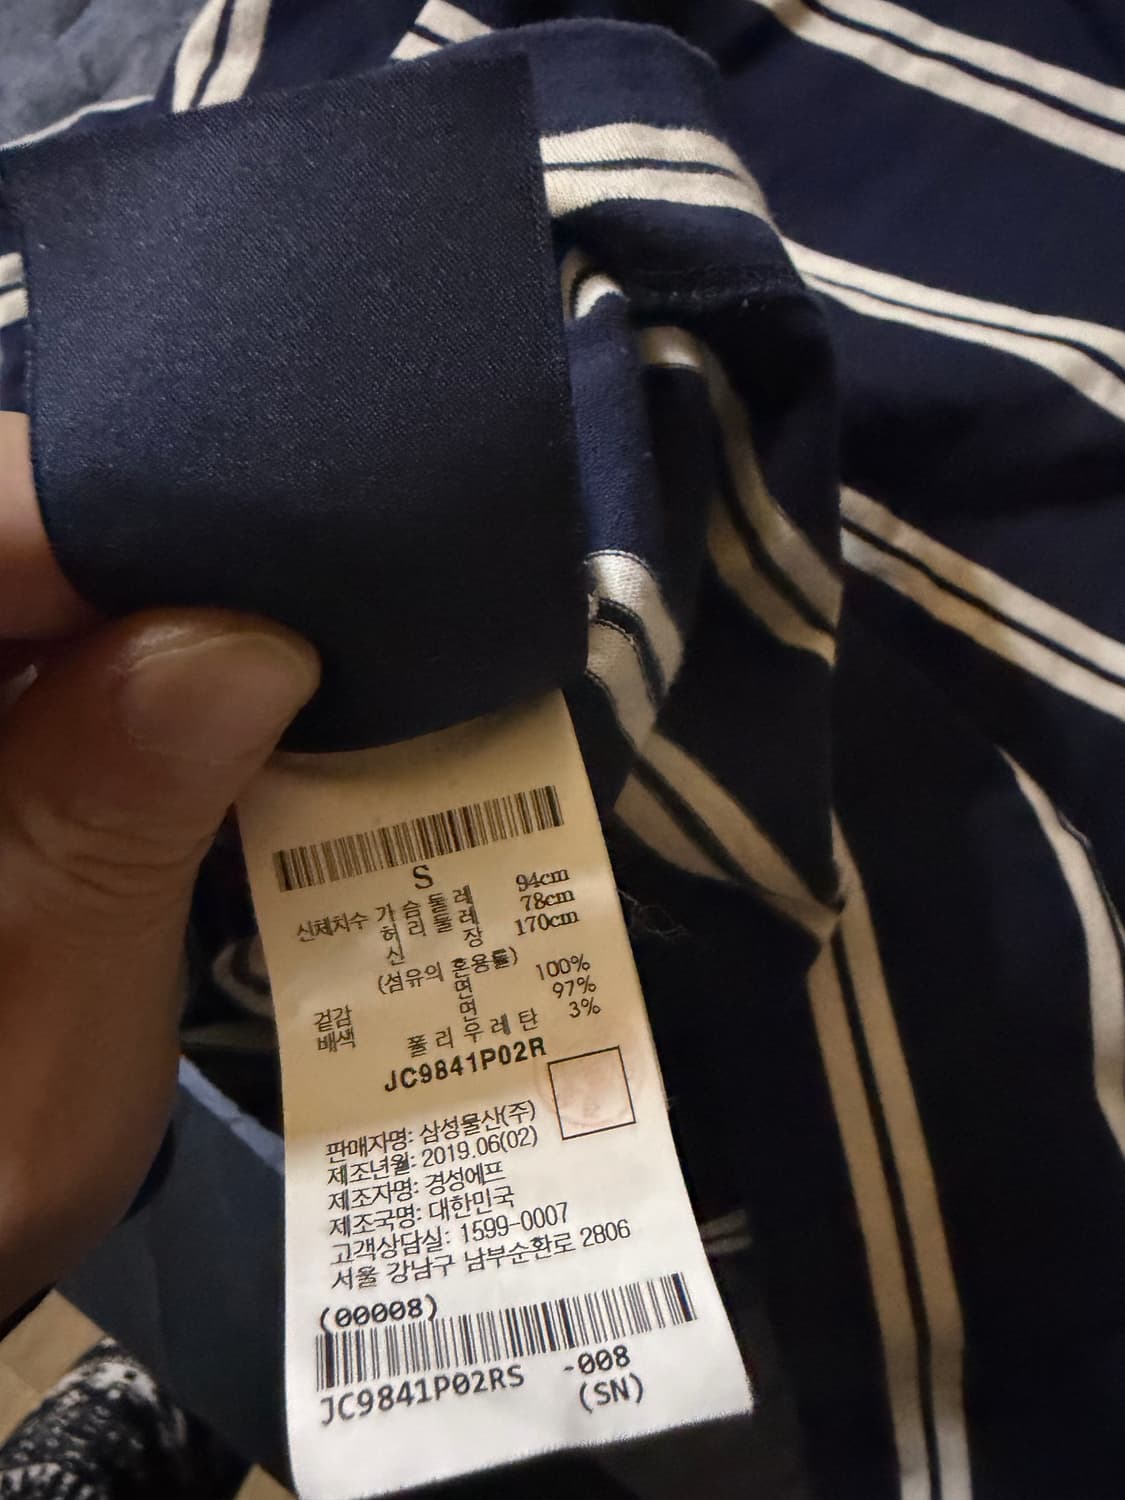 S
신체치수 가슴둘레 94cm
허리둘레 78cm
신장 170cm
(섬유의 혼용률)
겉감 면 100%
배색 면 97%
폴리우레탄 3%
JC9841P02R
판매자명: 삼성물산(주)
제조년월: 2019.06(02)
제조자명: 경성에프
제조국명: 대한민국
고객상담실: 1599-0007
서울 강남구 남부순환로 2806
(00008)
JC9841P02RS -008
(SN)